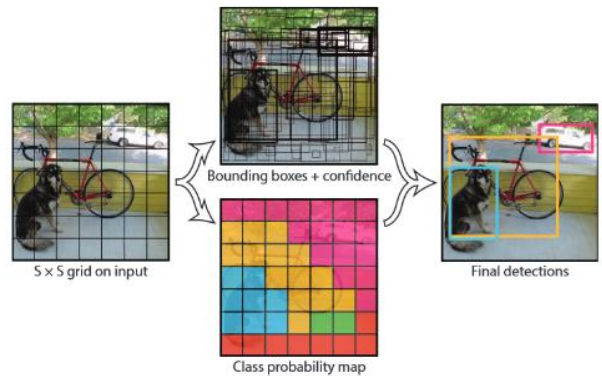 S × S grid on input
Bounding boxes + confidence
Class probability map
Final detections